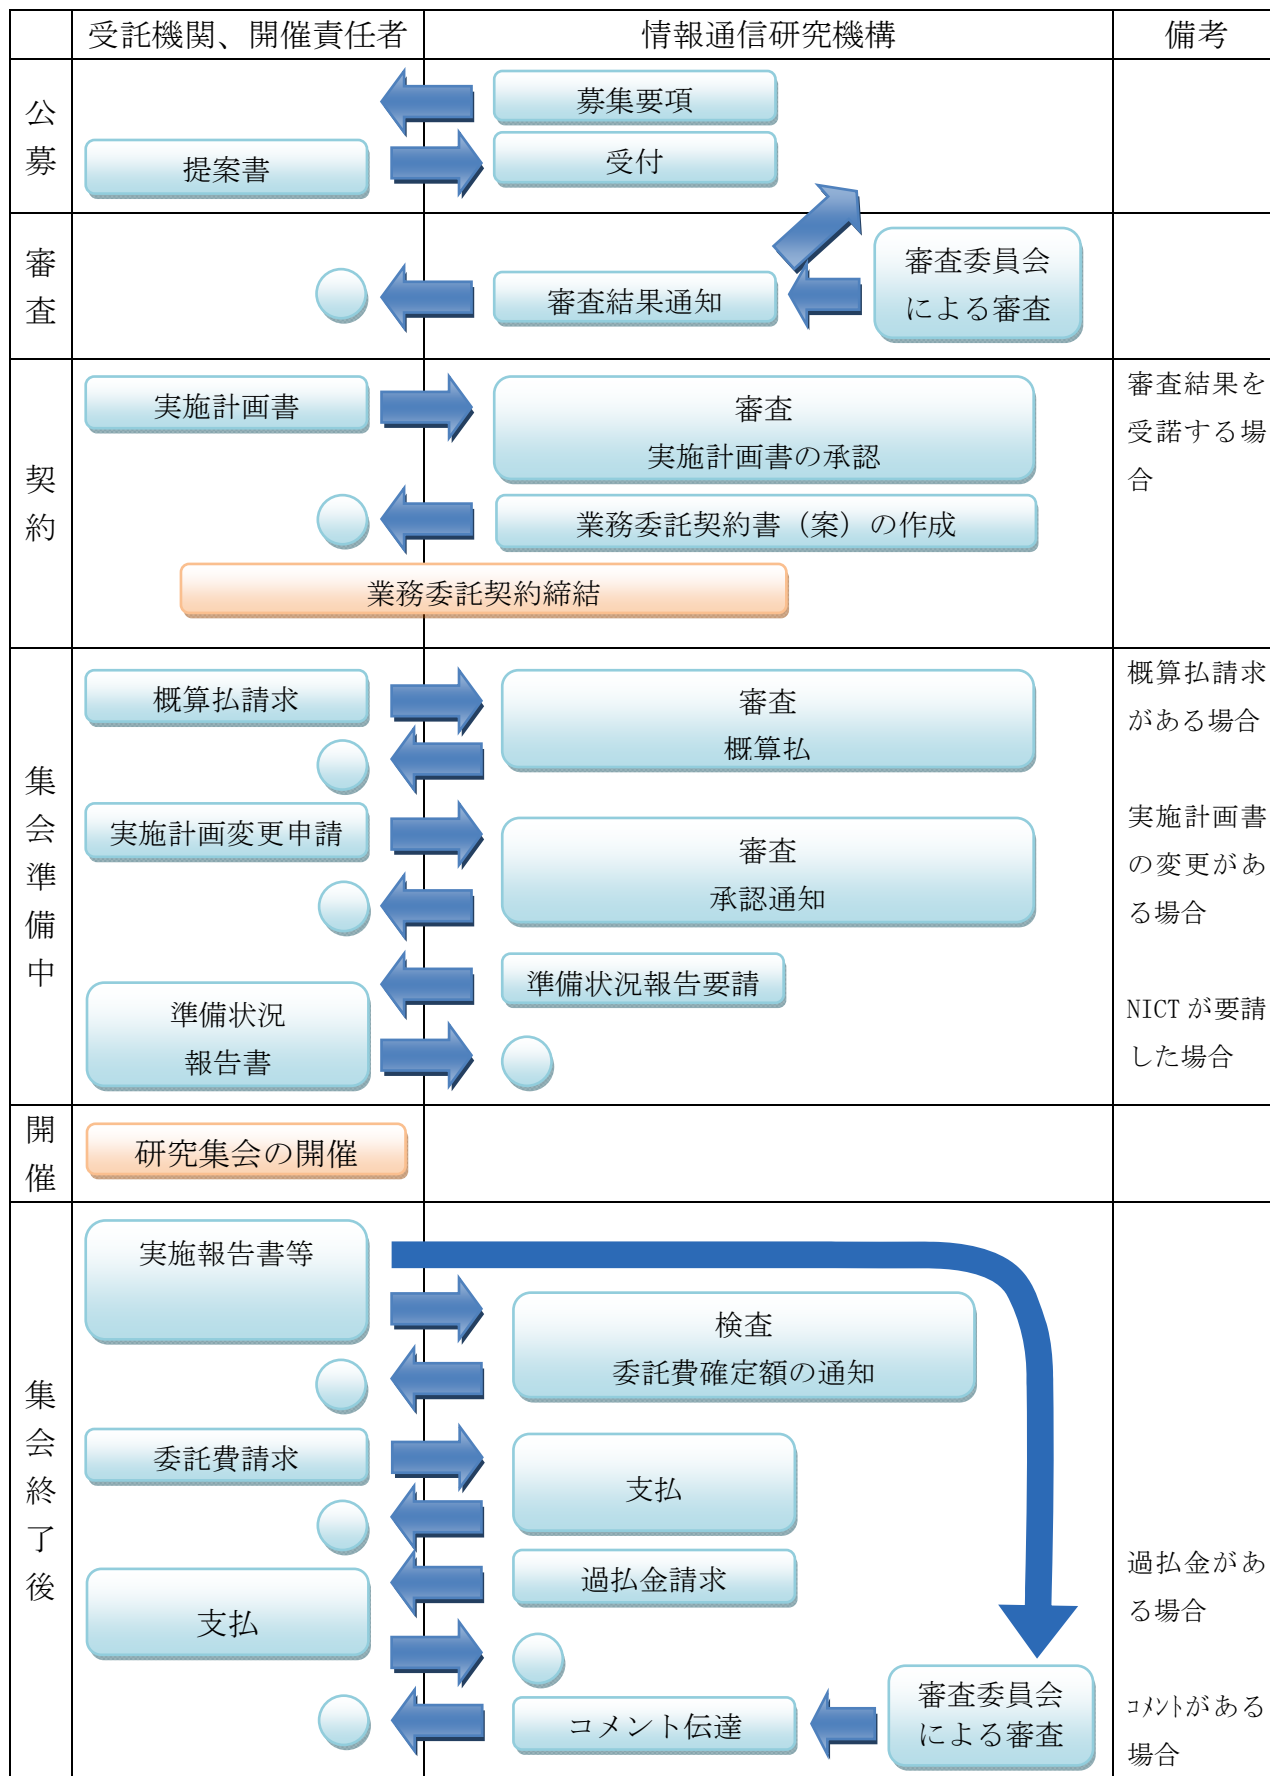 受託機関、開催責任者
情報通信研究機構
備考
公募
募集要項
提案書
受付
審査
審査結果通知
審査委員会
による審査
契約
実施計画書
審査
実施計画書の承認
審査結果を
受諾する場
合
業務委託契約書（案）の作成
業務委託契約締結
集会準備中
概算払請求
審査
概算払
概算払請求
がある場合
実施計画変更申請
審査
承認通知
実施計画書
の変更があ
る場合
準備状況報告要請
準備状況
報告書
NICTが要請
した場合
開催
研究集会の開催
集会終了後
実施報告書等
検査
委託費確定額の通知
委託費請求
支払
過払金請求
過払金があ
る場合
支払
コメント伝達
審査委員会
による審査
ｺﾒﾝﾄがある
場合